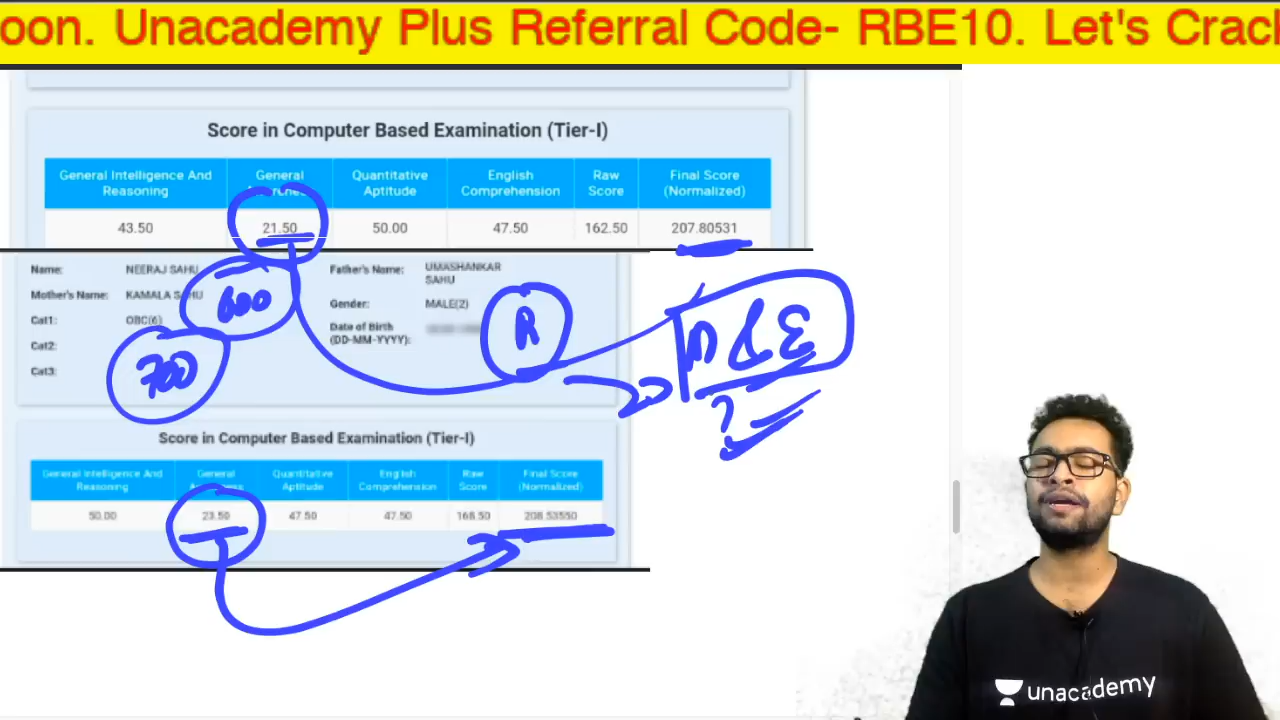 oon. Unacademy Plus Referral Code- RBE10. Let's Crack
Score in Computer Based Examination (Tier-I)
General Intelligence And Reasoning General Quantitative Aptitude English Comprehension Raw Score Final Score (Normalized)
43.50 21.50 50.00 47.50 162.50 207.80531
Name: NEERAJ SAHU Father's Name: UMASHANKAR SAHU
Mother's Name: KAMALA SAHU Gender: MALE(2)
Cat1: OBC(6) Date of Birth (DD-MM-YYYY):
Cat2:
Cat3:
600
700
R
M & E
?
Score in Computer Based Examination (Tier-I)
General Intelligence And Reasoning General Quantitative Aptitude English Comprehension Raw Score Final Score (Normalized)
50.00 23.50 47.50 47.50 168.50 208.53550
unacademy